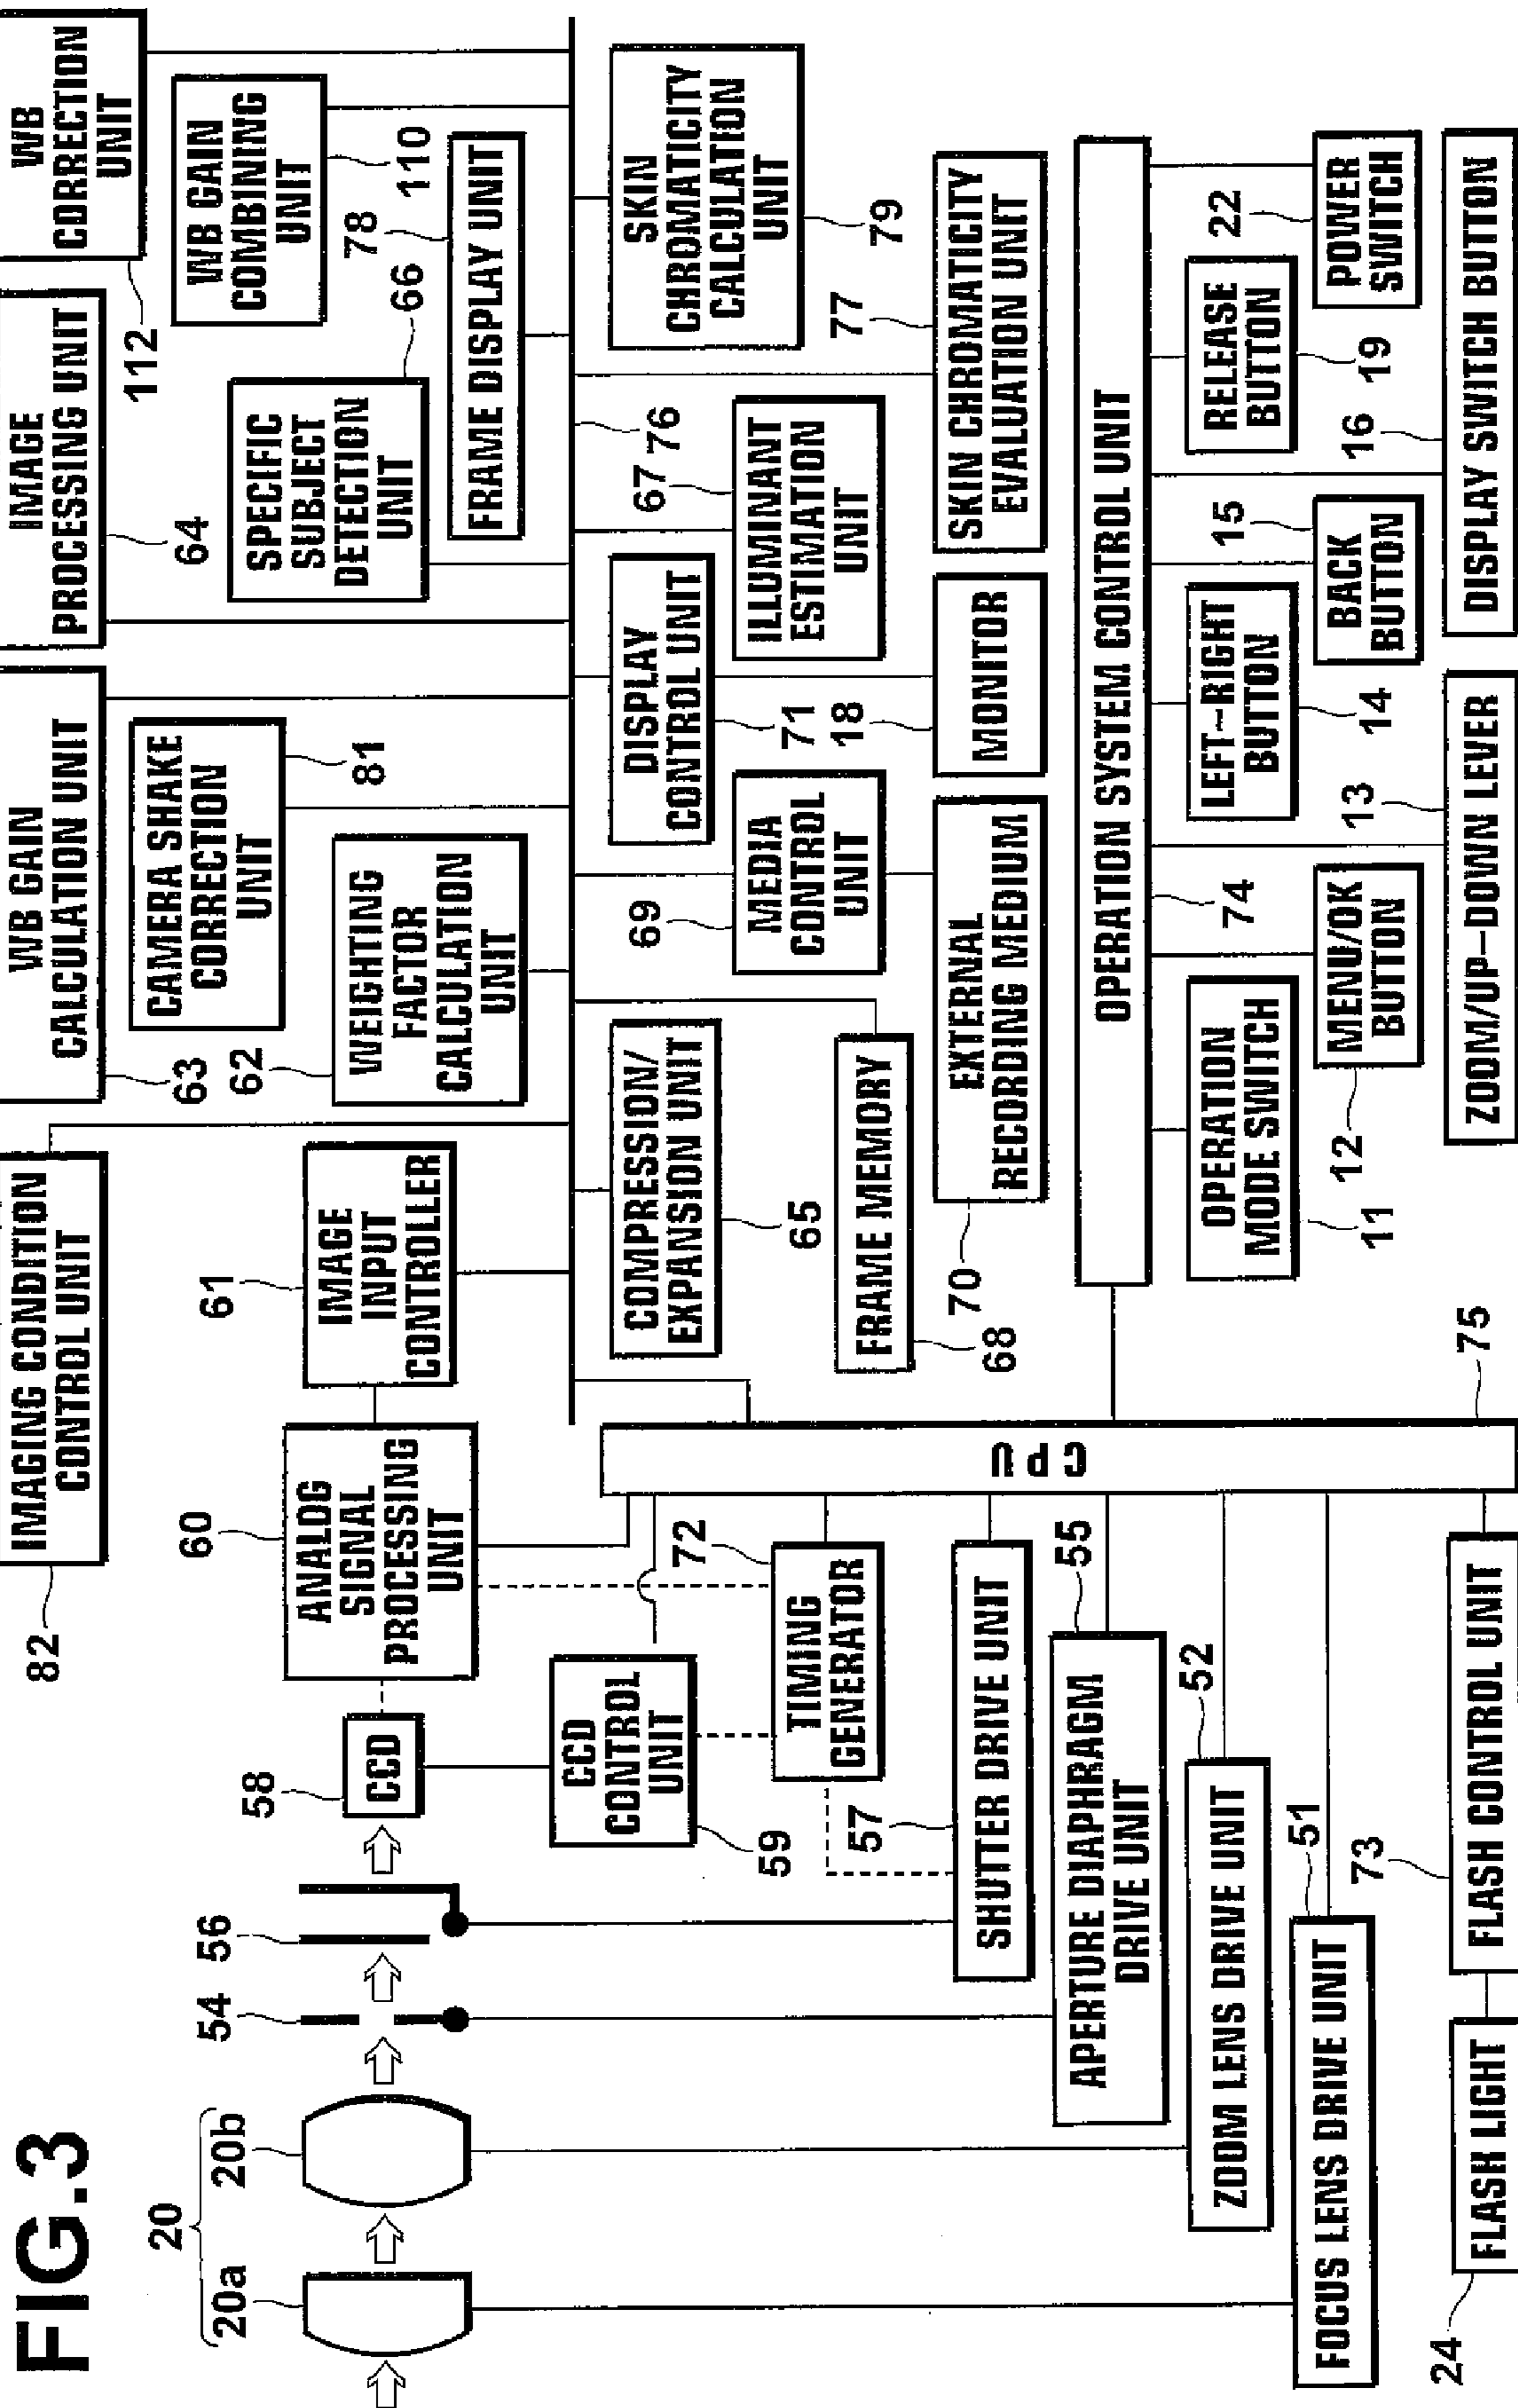 FIG.3
82
IMAGING CONDITION
CONTROL UNIT
63
WB GAIN
CALCULATION UNIT
64
IMAGE
PROCESSING UNIT
112
WB
CORRECTION
UNIT
81
CAMERA SHAKE
CORRECTION
UNIT
62
WEIGHTING
FACTOR
CALCULATION
UNIT
66
SPECIFIC
SUBJECT
DETECTION
UNIT
110
WB GAIN
COMBINING
UNIT
78
FRAME DISPLAY UNIT
20
20a
20b
54
56
58
CCD
60
ANALOG
SIGNAL
PROCESSING
UNIT
61
IMAGE
INPUT
CONTROLLER
59
CCD
CONTROL
UNIT
72
TIMING
GENERATOR
57
SHUTTER DRIVE UNIT
55
APERTURE DIAPHRAGM
DRIVE UNIT
52
ZOOM LENS DRIVE UNIT
51
FOCUS LENS DRIVE UNIT
73
FLASH CONTROL UNIT
24
FLASH LIGHT
75
CPU
65
COMPRESSION/
EXPANSION UNIT
68
FRAME MEMORY
69
MEDIA
CONTROL
UNIT
70
EXTERNAL
RECORDING MEDIUM
71
DISPLAY
CONTROL UNIT
18
MONITOR
67
ILLUMINANT
ESTIMATION
UNIT
76
77
SKIN CHROMATICITY
EVALUATION UNIT
79
SKIN
CHROMATICITY
CALCULATION
UNIT
74
OPERATION SYSTEM CONTROL UNIT
11
OPERATION
MODE SWITCH
12
MENU/OK
BUTTON
13
ZOOM/UP-DOWN LEVER
14
LEFT-RIGHT
BUTTON
15
BACK
BUTTON
16
DISPLAY SWITCH BUTTON
19
RELEASE
BUTTON
22
POWER
SWITCH